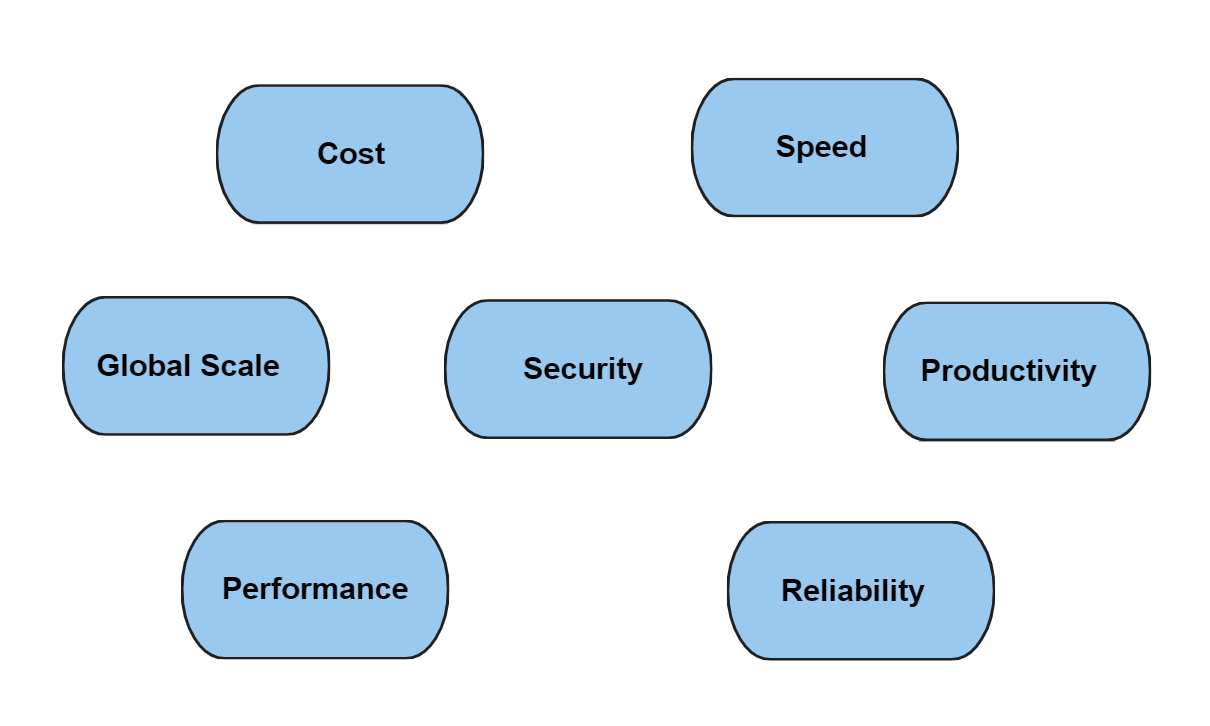 Cost
Speed
Global Scale
Security
Productivity
Performance
Reliability